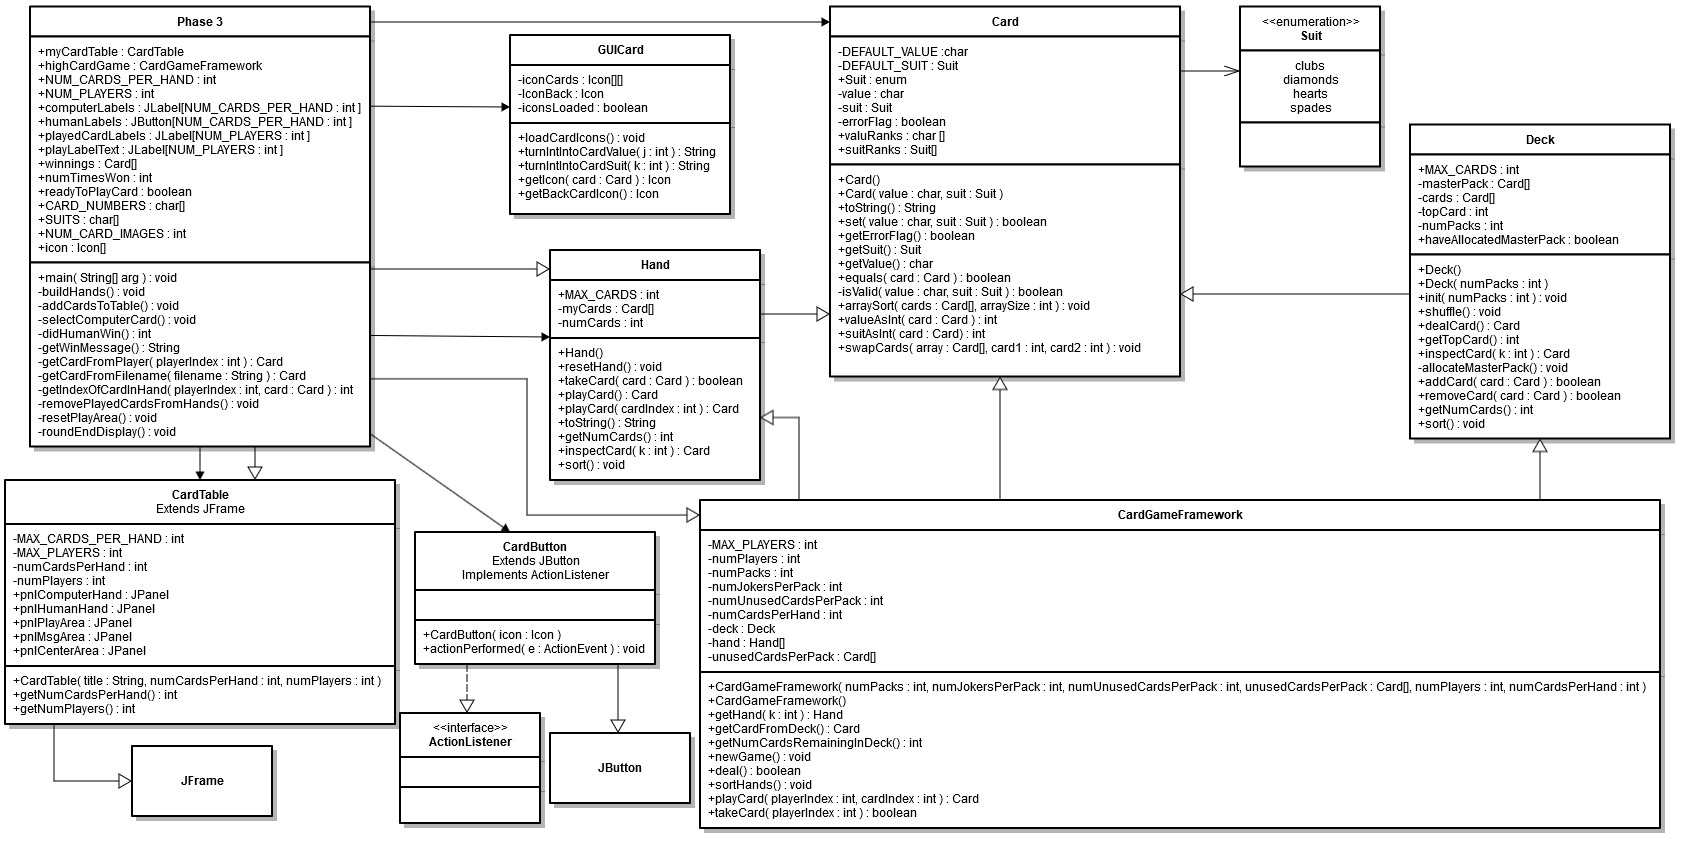 Phase 3
+myCardTable : CardTable
+highCardGame : CardGameFramework
+NUM_CARDS_PER_HAND : int
+NUM_PLAYERS : int
+computerLabels : JLabel[NUM_CARDS_PER_HAND : int ]
+humanLabels : JButton[NUM_CARDS_PER_HAND : int ]
+playedCardLabels : JLabel[NUM_PLAYERS : int ]
+playLabelText : JLabel[NUM_PLAYERS : int ]
+winnings : Card[]
+numTimesWon : int
+readyToPlayCard : boolean
+CARD_NUMBERS : char[]
+SUITS : char[]
+NUM_CARD_IMAGES : int
+icon : Icon[]
+main( String[] arg ) : void
-buildHands() : void
-addCardsToTable() : void
-selectComputerCard() : void
-didHumanWin() : int
-getWinMessage() : String
-getCardFromPlayer( playerIndex : int ) : Card
-getCardFromFilename( filename : String ) : Card
-getIndexOfCardInHand( playerIndex : int, card : Card ) : int
-removePlayedCardsFromHands() : void
-resetPlayArea() : void
-roundEndDisplay() : void
GUICard
-iconCards : Icon[][]
-IconBack : Icon
-iconsLoaded : boolean
+loadCardIcons() : void
+turnIntIntoCardValue( j : int ) : String
+turnIntIntoCardSuit( k : int ) : String
+getIcon( card : Card ) : Icon
+getBackCardIcon() : Icon
Card
-DEFAULT_VALUE :char
-DEFAULT_SUIT : Suit
+Suit : enum
-value : char
-suit : Suit
-errorFlag : boolean
+valuRanks : char []
+suitRanks : Suit[]
+Card()
+Card( value : char, suit : Suit )
+toString() : String
+set( value : char, suit : Suit ) : boolean
+getErrorFlag() : boolean
+getSuit() : Suit
+getValue() : char
+equals( card : Card ) : boolean
-isValid( value : char, suit : Suit ) : boolean
+arraySort( cards : Card[], arraySize : int ) : void
+valueAsInt( card : Card ) : int
+suitAsInt( card : Card) : int
+swapCards( array : Card[], card1 : int, card2 : int ) : void
<<enumeration>>
Suit
clubs
diamonds
hearts
spades
Deck
+MAX_CARDS : int
-masterPack : Card[]
-cards : Card[]
-topCard : int
-numPacks : int
+haveAllocatedMasterPack : boolean
+Deck()
+Deck( numPacks : int )
+init( numPacks : int ) : void
+shuffle() : void
+dealCard() : Card
+getTopCard() : int
+inspectCard( k : int ) : Card
-allocateMasterPack() : void
+addCard( card : Card ) : boolean
+removeCard( card : Card ) : boolean
+getNumCards() : int
+sort() : void
Hand
+MAX_CARDS : int
-myCards : Card[]
-numCards : int
+Hand()
+resetHand() : void
+takeCard( card : Card ) : boolean
+playCard() : Card
+playCard( cardIndex : int ) : Card
+toString() : String
+getNumCards() : int
+inspectCard( k : int ) : Card
+sort() : void
CardTable
Extends JFrame
-MAX_CARDS_PER_HAND : int
-MAX_PLAYERS : int
-numCardsPerHand : int
-numPlayers : int
+pnlComputerHand : JPanel
+pnlHumanHand : JPanel
+pnlPlayArea : JPanel
+pnlMsgArea : JPanel
+pnlCenterArea : JPanel
+CardTable( title : String, numCardsPerHand : int, numPlayers : int )
+getNumCardsPerHand() : int
+getNumPlayers() : int
CardButton
Extends JButton
Implements ActionListener
+CardButton( icon : Icon )
+actionPerformed( e : ActionEvent ) : void
CardGameFramework
-MAX_PLAYERS : int
-numPlayers : int
-numPacks : int
-numJokersPerPack : int
-numUnusedCardsPerPack : int
-numCardsPerHand : int
-deck : Deck
-hand : Hand[]
-unusedCardsPerPack : Card[]
+CardGameFramework( numPacks : int, numJokersPerPack : int, numUnusedCardsPerPack : int, unusedCardsPerPack : Card[], numPlayers : int, numCardsPerHand : int )
+CardGameFramework()
+getHand( k : int ) : Hand
+getCardFromDeck() : Card
+getNumCardsRemainingInDeck() : int
+newGame() : void
+deal() : boolean
+sortHands() : void
+playCard( playerIndex : int, cardIndex : int ) : Card
+takeCard( playerIndex : int ) : boolean
JFrame
<<interface>>
ActionListener
JButton